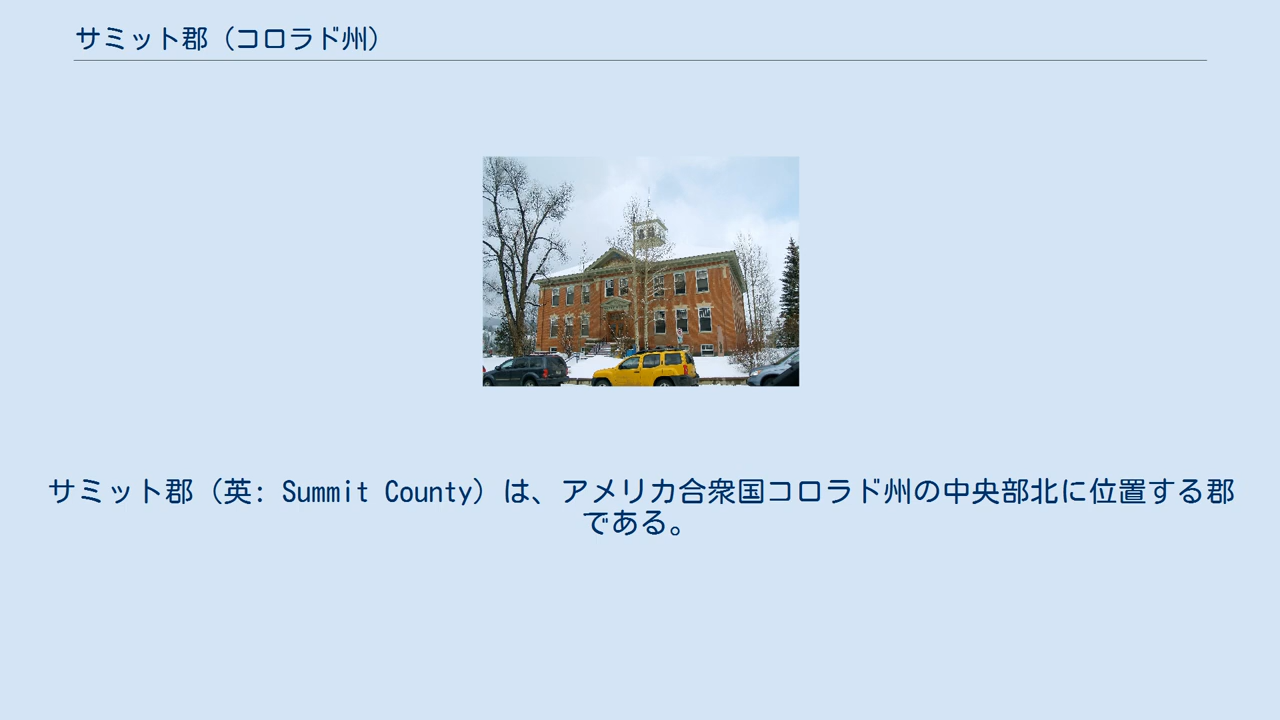 サミット郡（コロラド州）
サミット郡（英: Summit County）は、アメリカ合衆国コロラド州の中央部北に位置する郡
である。